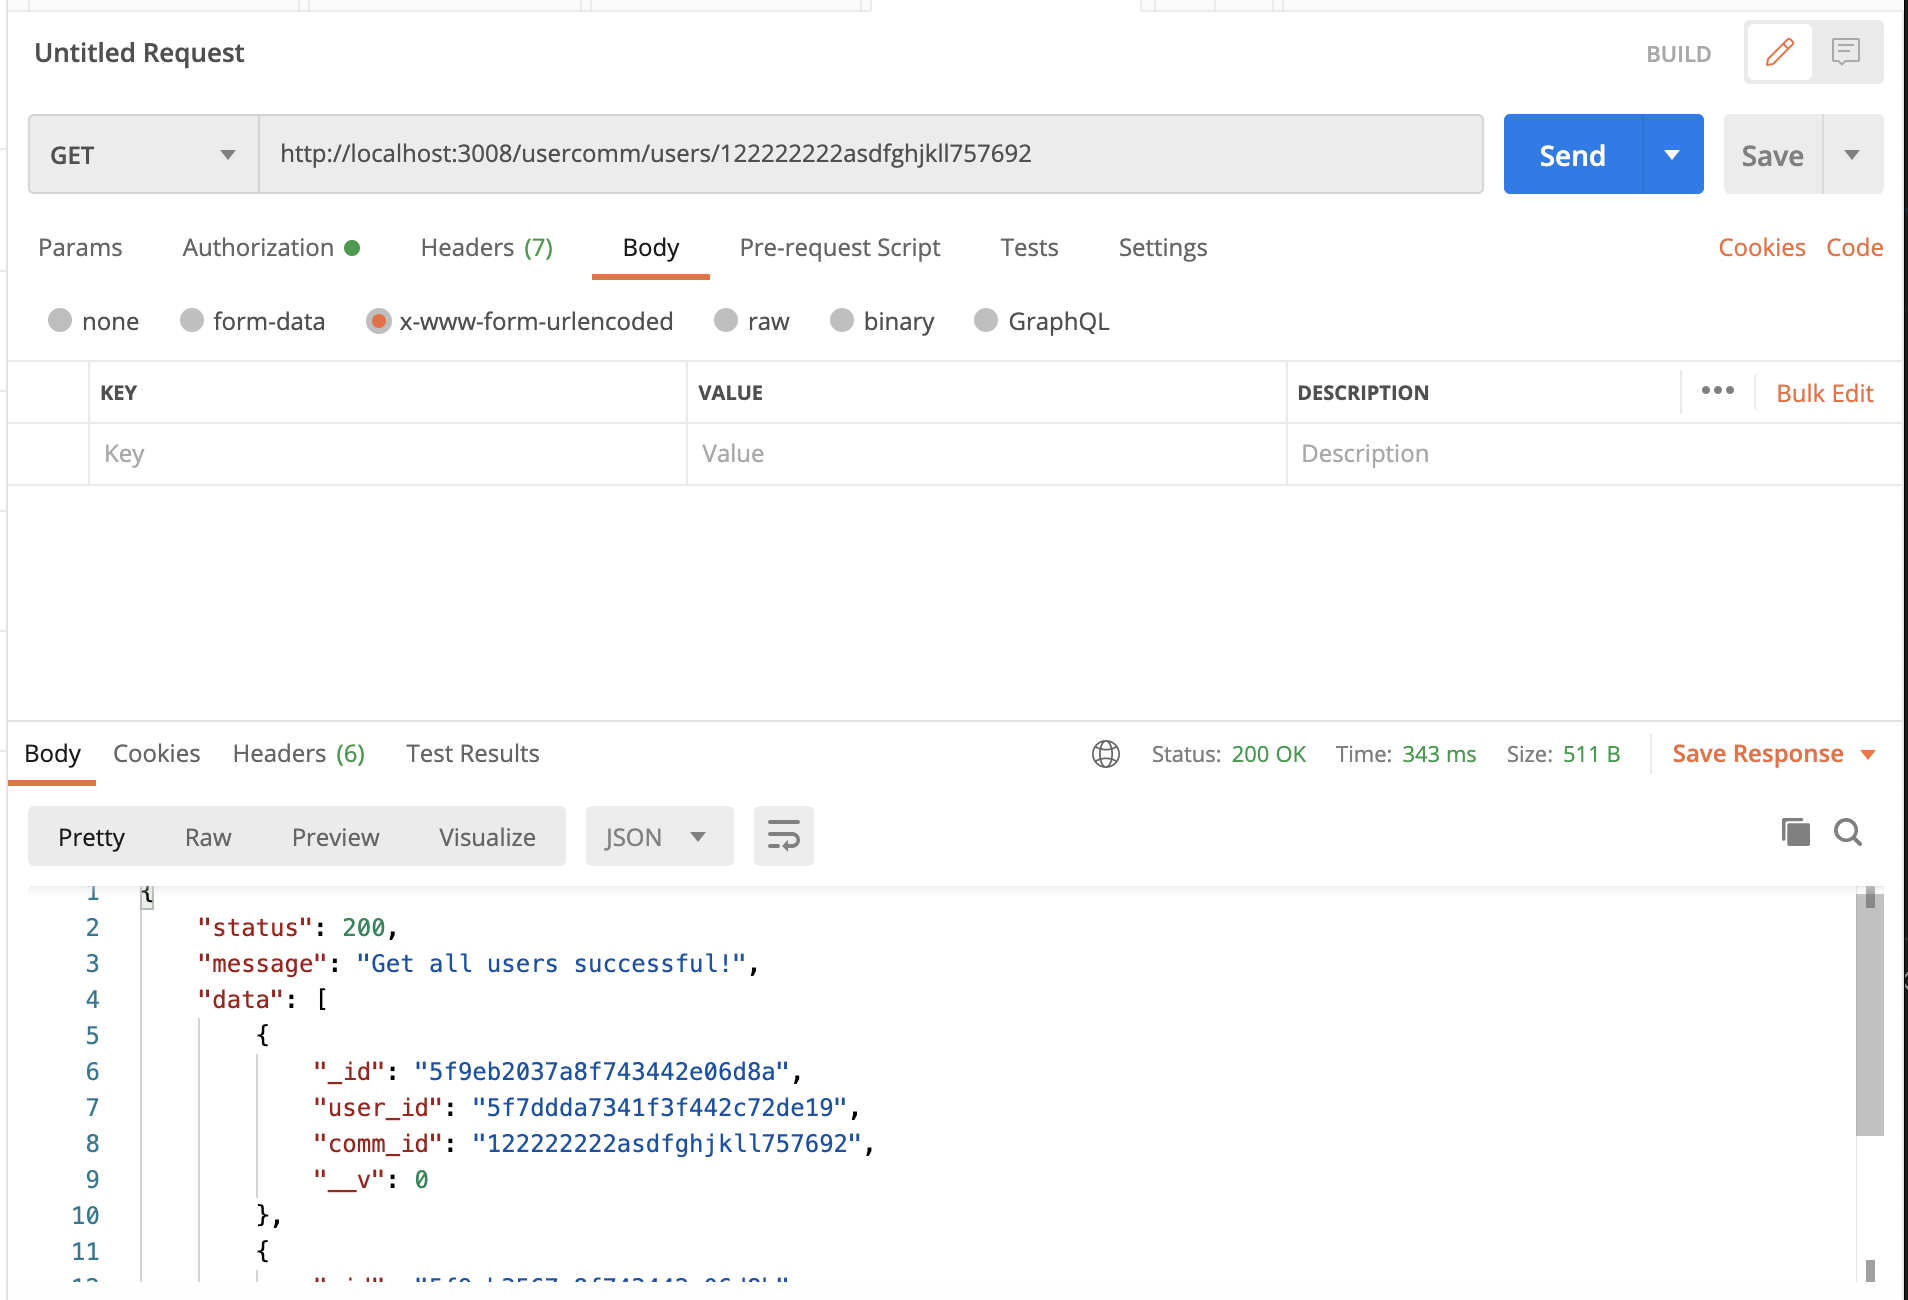 Untitled Request
BUILD
GET
http://localhost:3008/usercomm/users/122222222asdfghjkll757692
Send
Save
Params Authorization Headers (7) Body Pre-request Script Tests Settings Cookies Code
none form-data x-www-form-urlencoded raw binary GraphQL
KEY VALUE DESCRIPTION ••• Bulk Edit
Key Value Description
Body Cookies Headers (6) Test Results Status: 200 OK Time: 343 ms Size: 511 B Save Response
Pretty Raw Preview Visualize JSON
1 {
2 "status": 200,
3 "message": "Get all users successful!",
4 "data": [
5 {
6 "_id": "5f9eb2037a8f743442e06d8a",
7 "user_id": "5f7ddda7341f3f442c72de19",
8 "comm_id": "122222222asdfghjkll757692",
9 "__v": 0
10 },
11 {